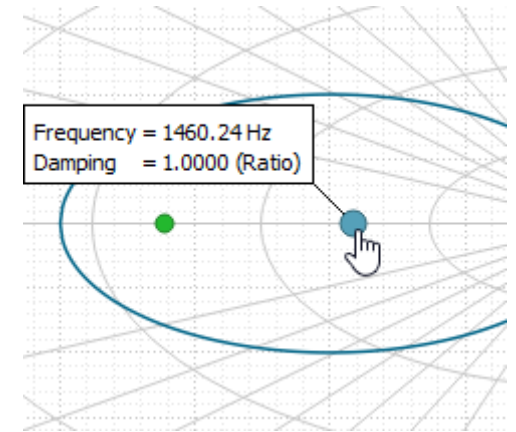 Frequency = 1460.24 Hz
Damping = 1.0000 (Ratio)